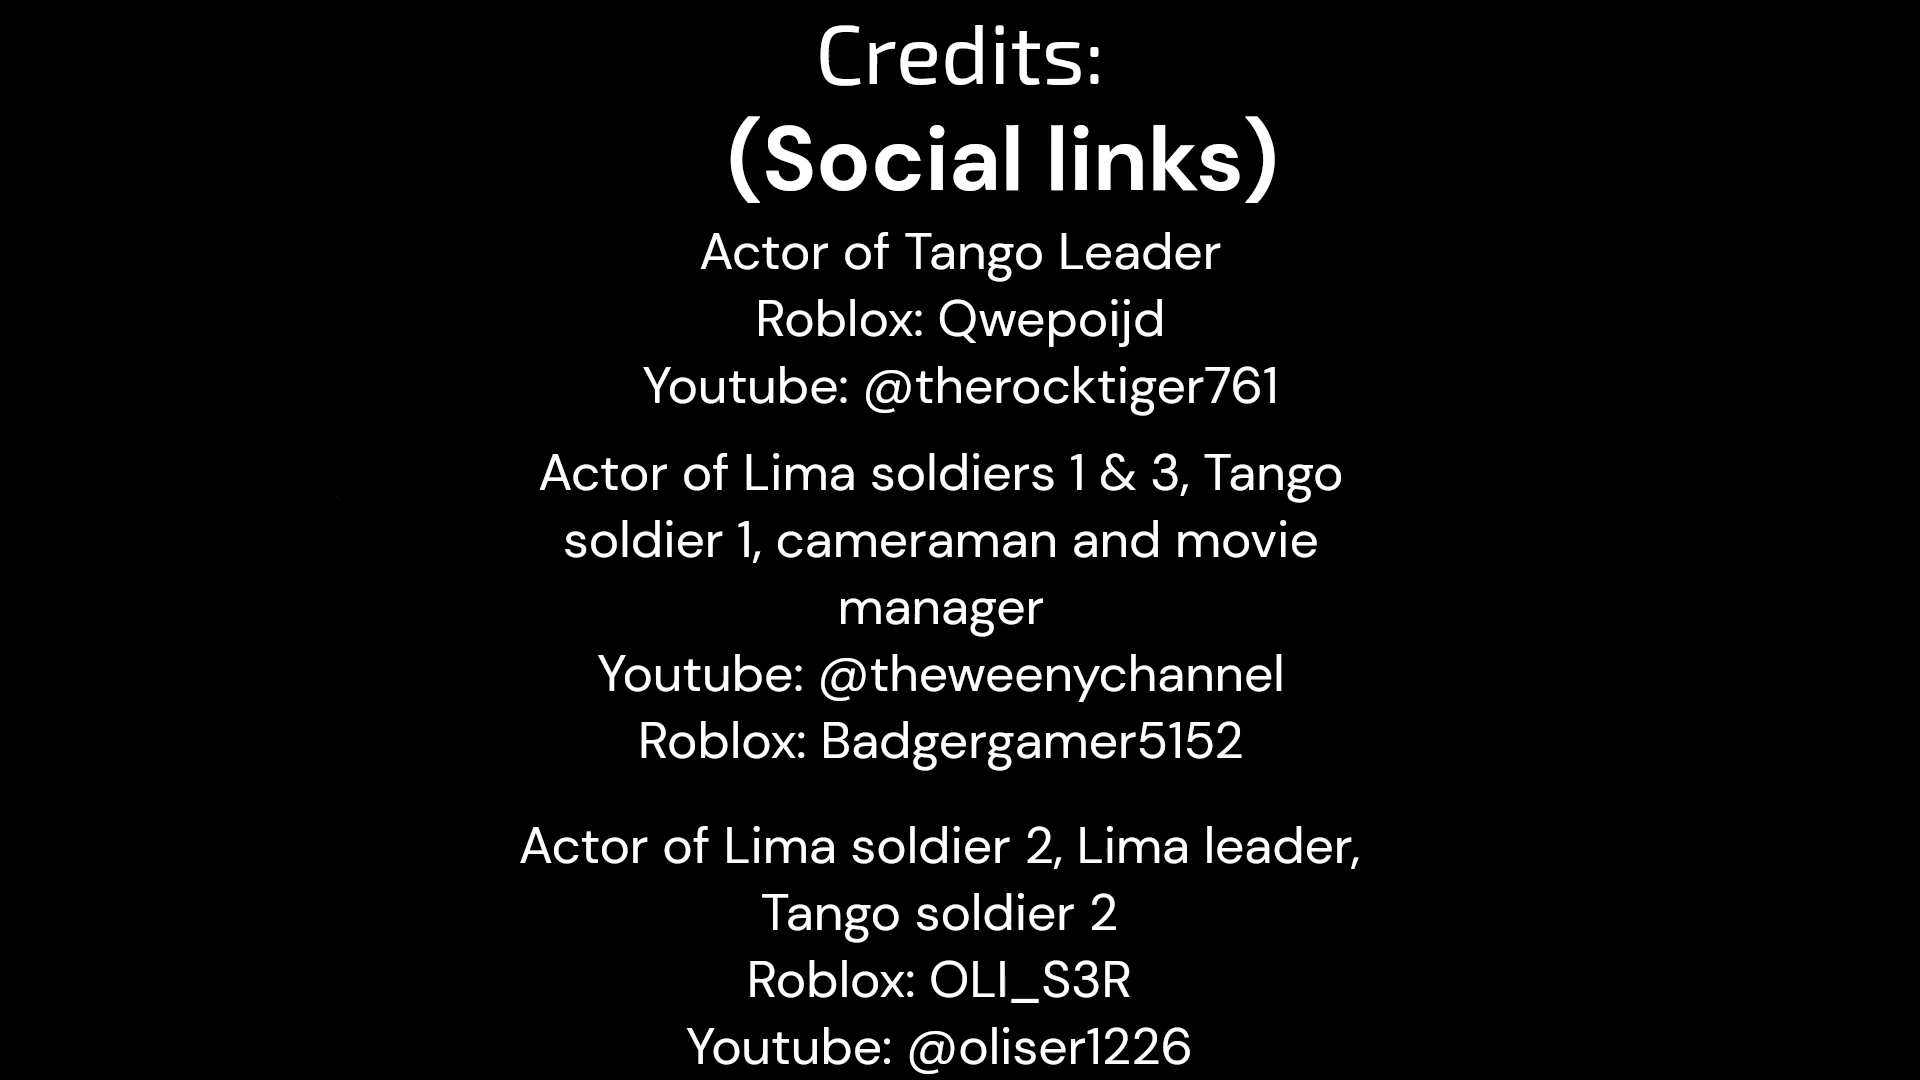 Credits:
(Social links)
Actor of Tango Leader
Roblox: Qwepoijd
Youtube: @therocktiger761
Actor of Lima soldiers 1 & 3, Tango
soldier 1, cameraman and movie
manager
Youtube: @theweenychannel
Roblox: Badgergamer5152
Actor of Lima soldier 2, Lima leader,
Tango soldier 2
Roblox: OLI_S3R
Youtube: @oliser1226